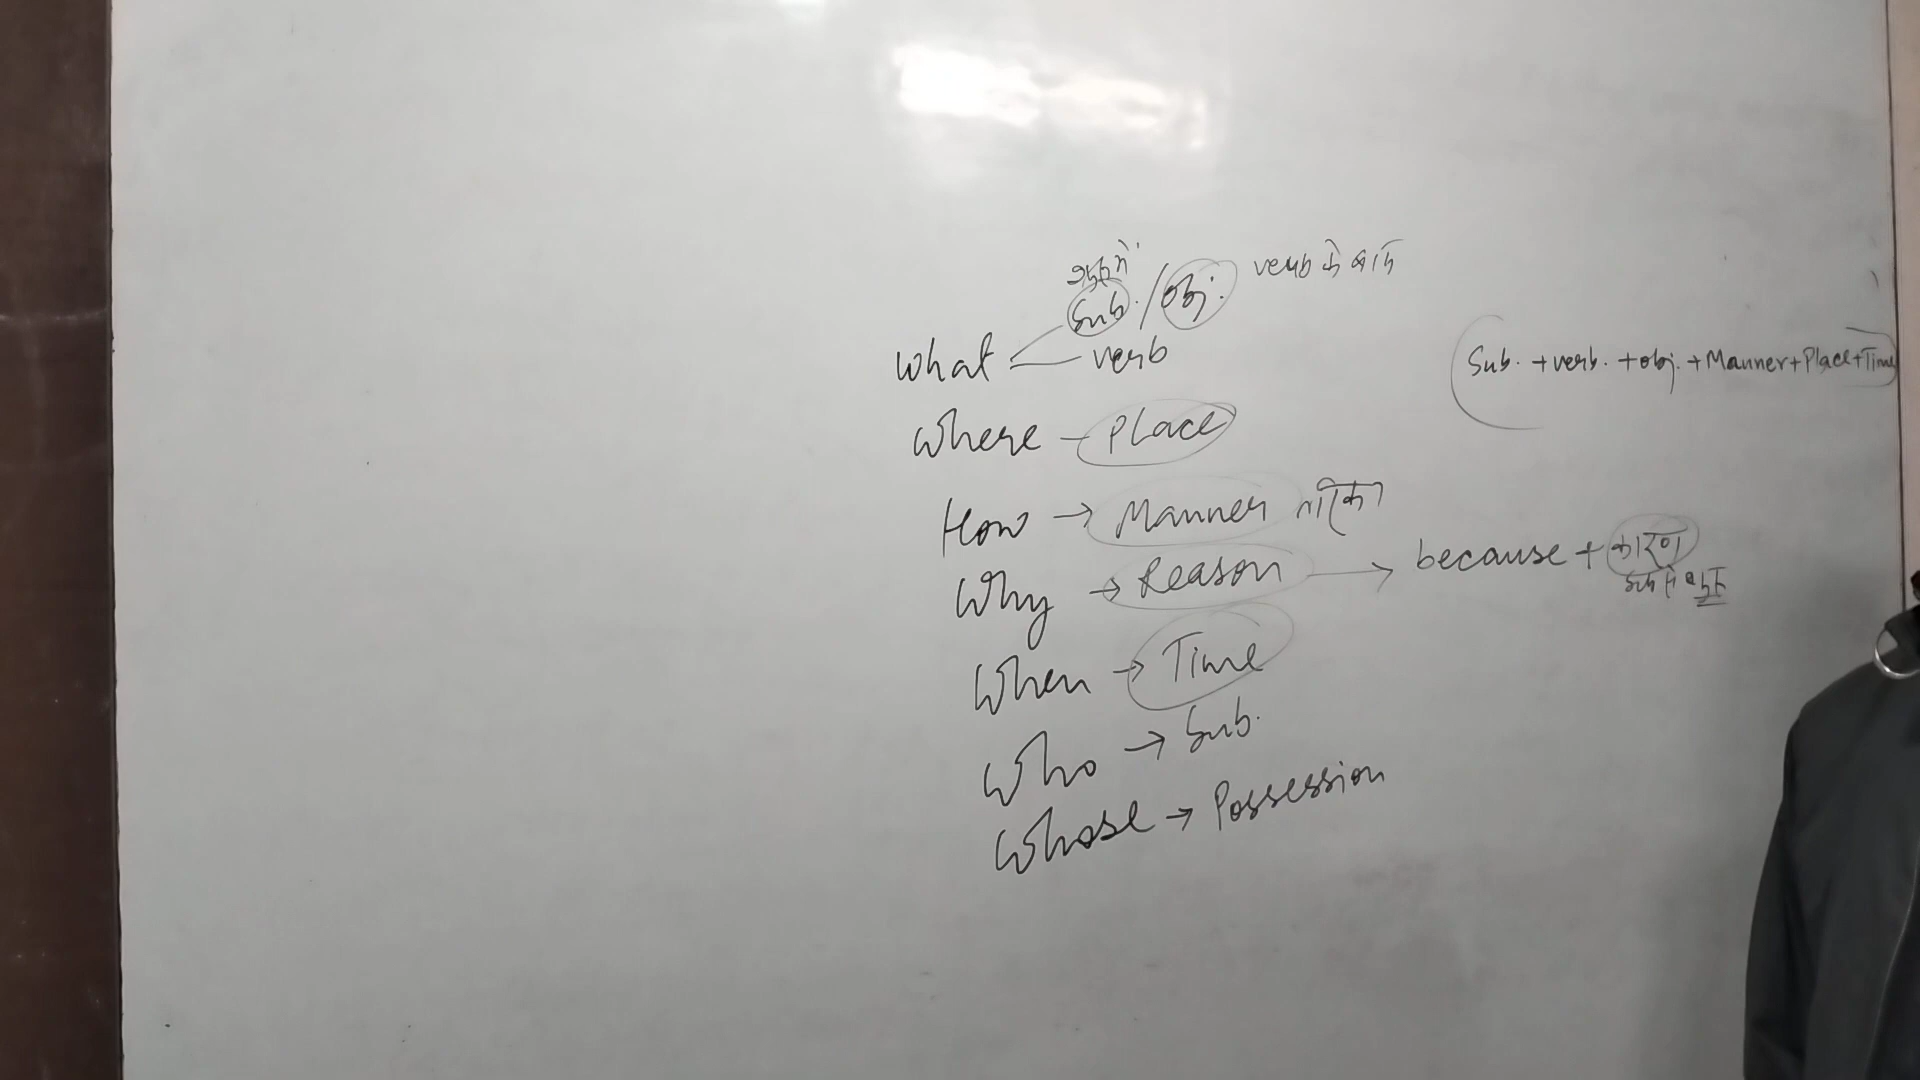 शुरू में
Sub. / Obj. verb के बाद
What verb
Sub. + verb. + obj. + Manner + Place + Time
Where – Place
How → Manner तरीका
Why → Reason → because + कारण
Sub से शुरू
When → Time
Who → Sub.
Whose → Possession